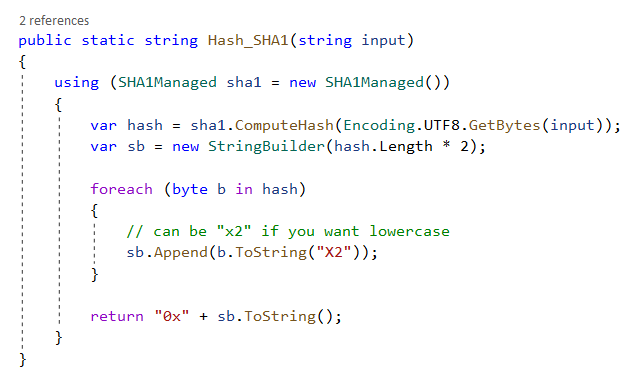 2 references
public static string Hash_SHA1(string input)
{
    using (SHA1Managed sha1 = new SHA1Managed())
    {
        var hash = sha1.ComputeHash(Encoding.UTF8.GetBytes(input));
        var sb = new StringBuilder(hash.Length * 2);

        foreach (byte b in hash)
        {
            // can be "x2" if you want lowercase
            sb.Append(b.ToString("X2"));
        }

        return "0x" + sb.ToString();
    }
}